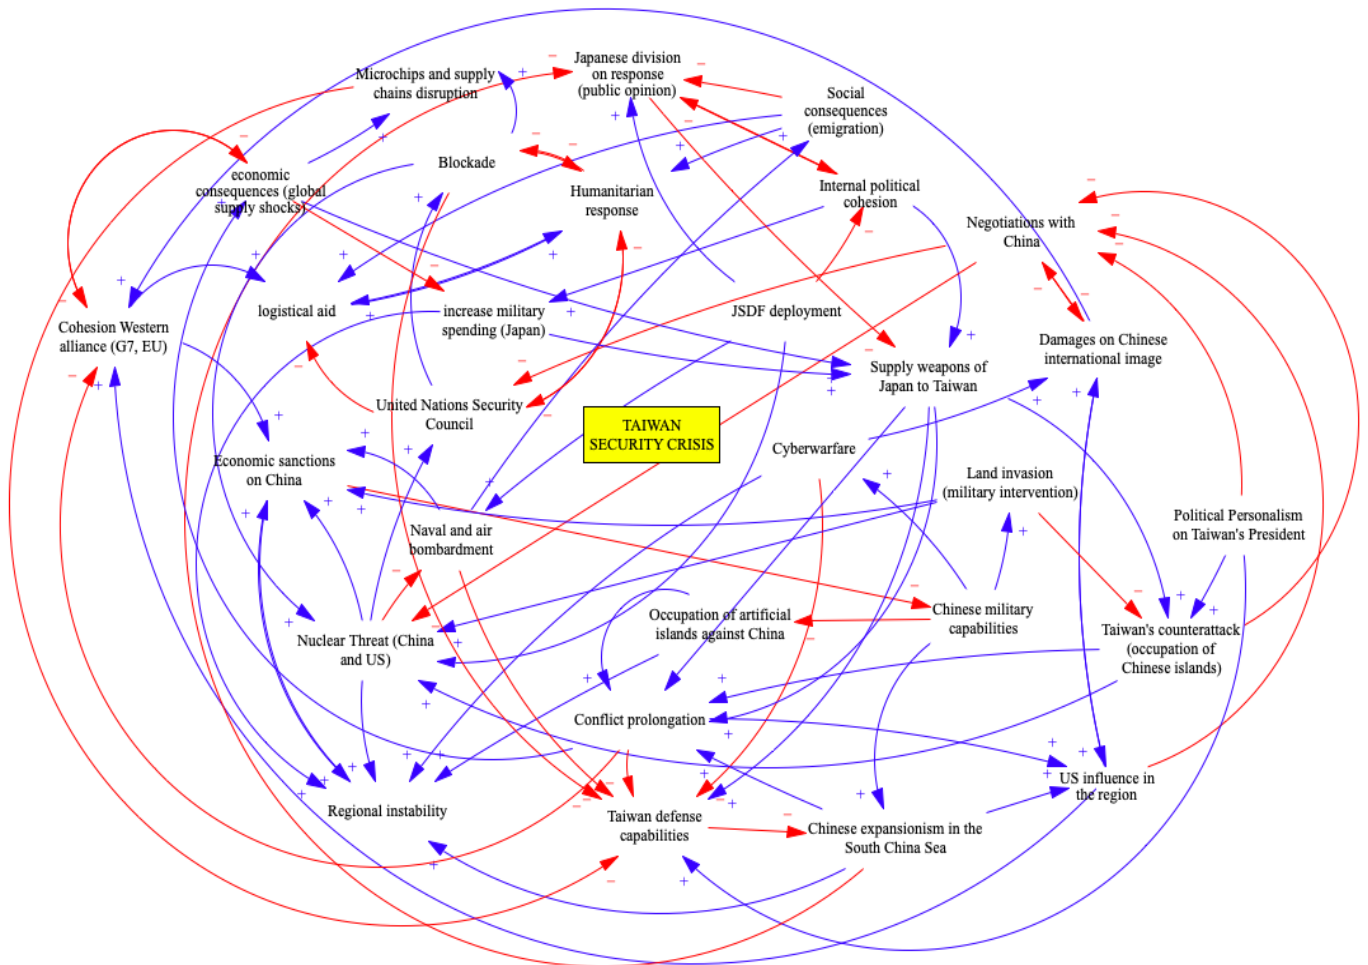 Japanese division
on response
(public opinion)
Microchips and supply
chains disruption
Social
consequences
(emigration)
Blockade
economic
consequences (global
supply shocks)
Humanitarian
response
Internal political
cohesion
Negotiations with
China
logistical aid
increase military
spending (Japan)
JSDF deployment
Cohesion Western
alliance (G7, EU)
Damages on Chinese
international image
Supply weapons of
Japan to Taiwan
United Nations Security
Council
TAIWAN
SECURITY CRISIS
Cyberwarfare
Economic sanctions
on China
Land invasion
(military intervention)
Political Personalism
on Taiwan's President
Naval and air
bombardment
Occupation of artificial
islands against China
Chinese military
capabilities
Nuclear Threat (China
and US)
Taiwan's counterattack
(occupation of
Chinese islands)
Conflict prolongation
US influence in
the region
Regional instability
Taiwan defense
capabilities
Chinese expansionism in the
South China Sea